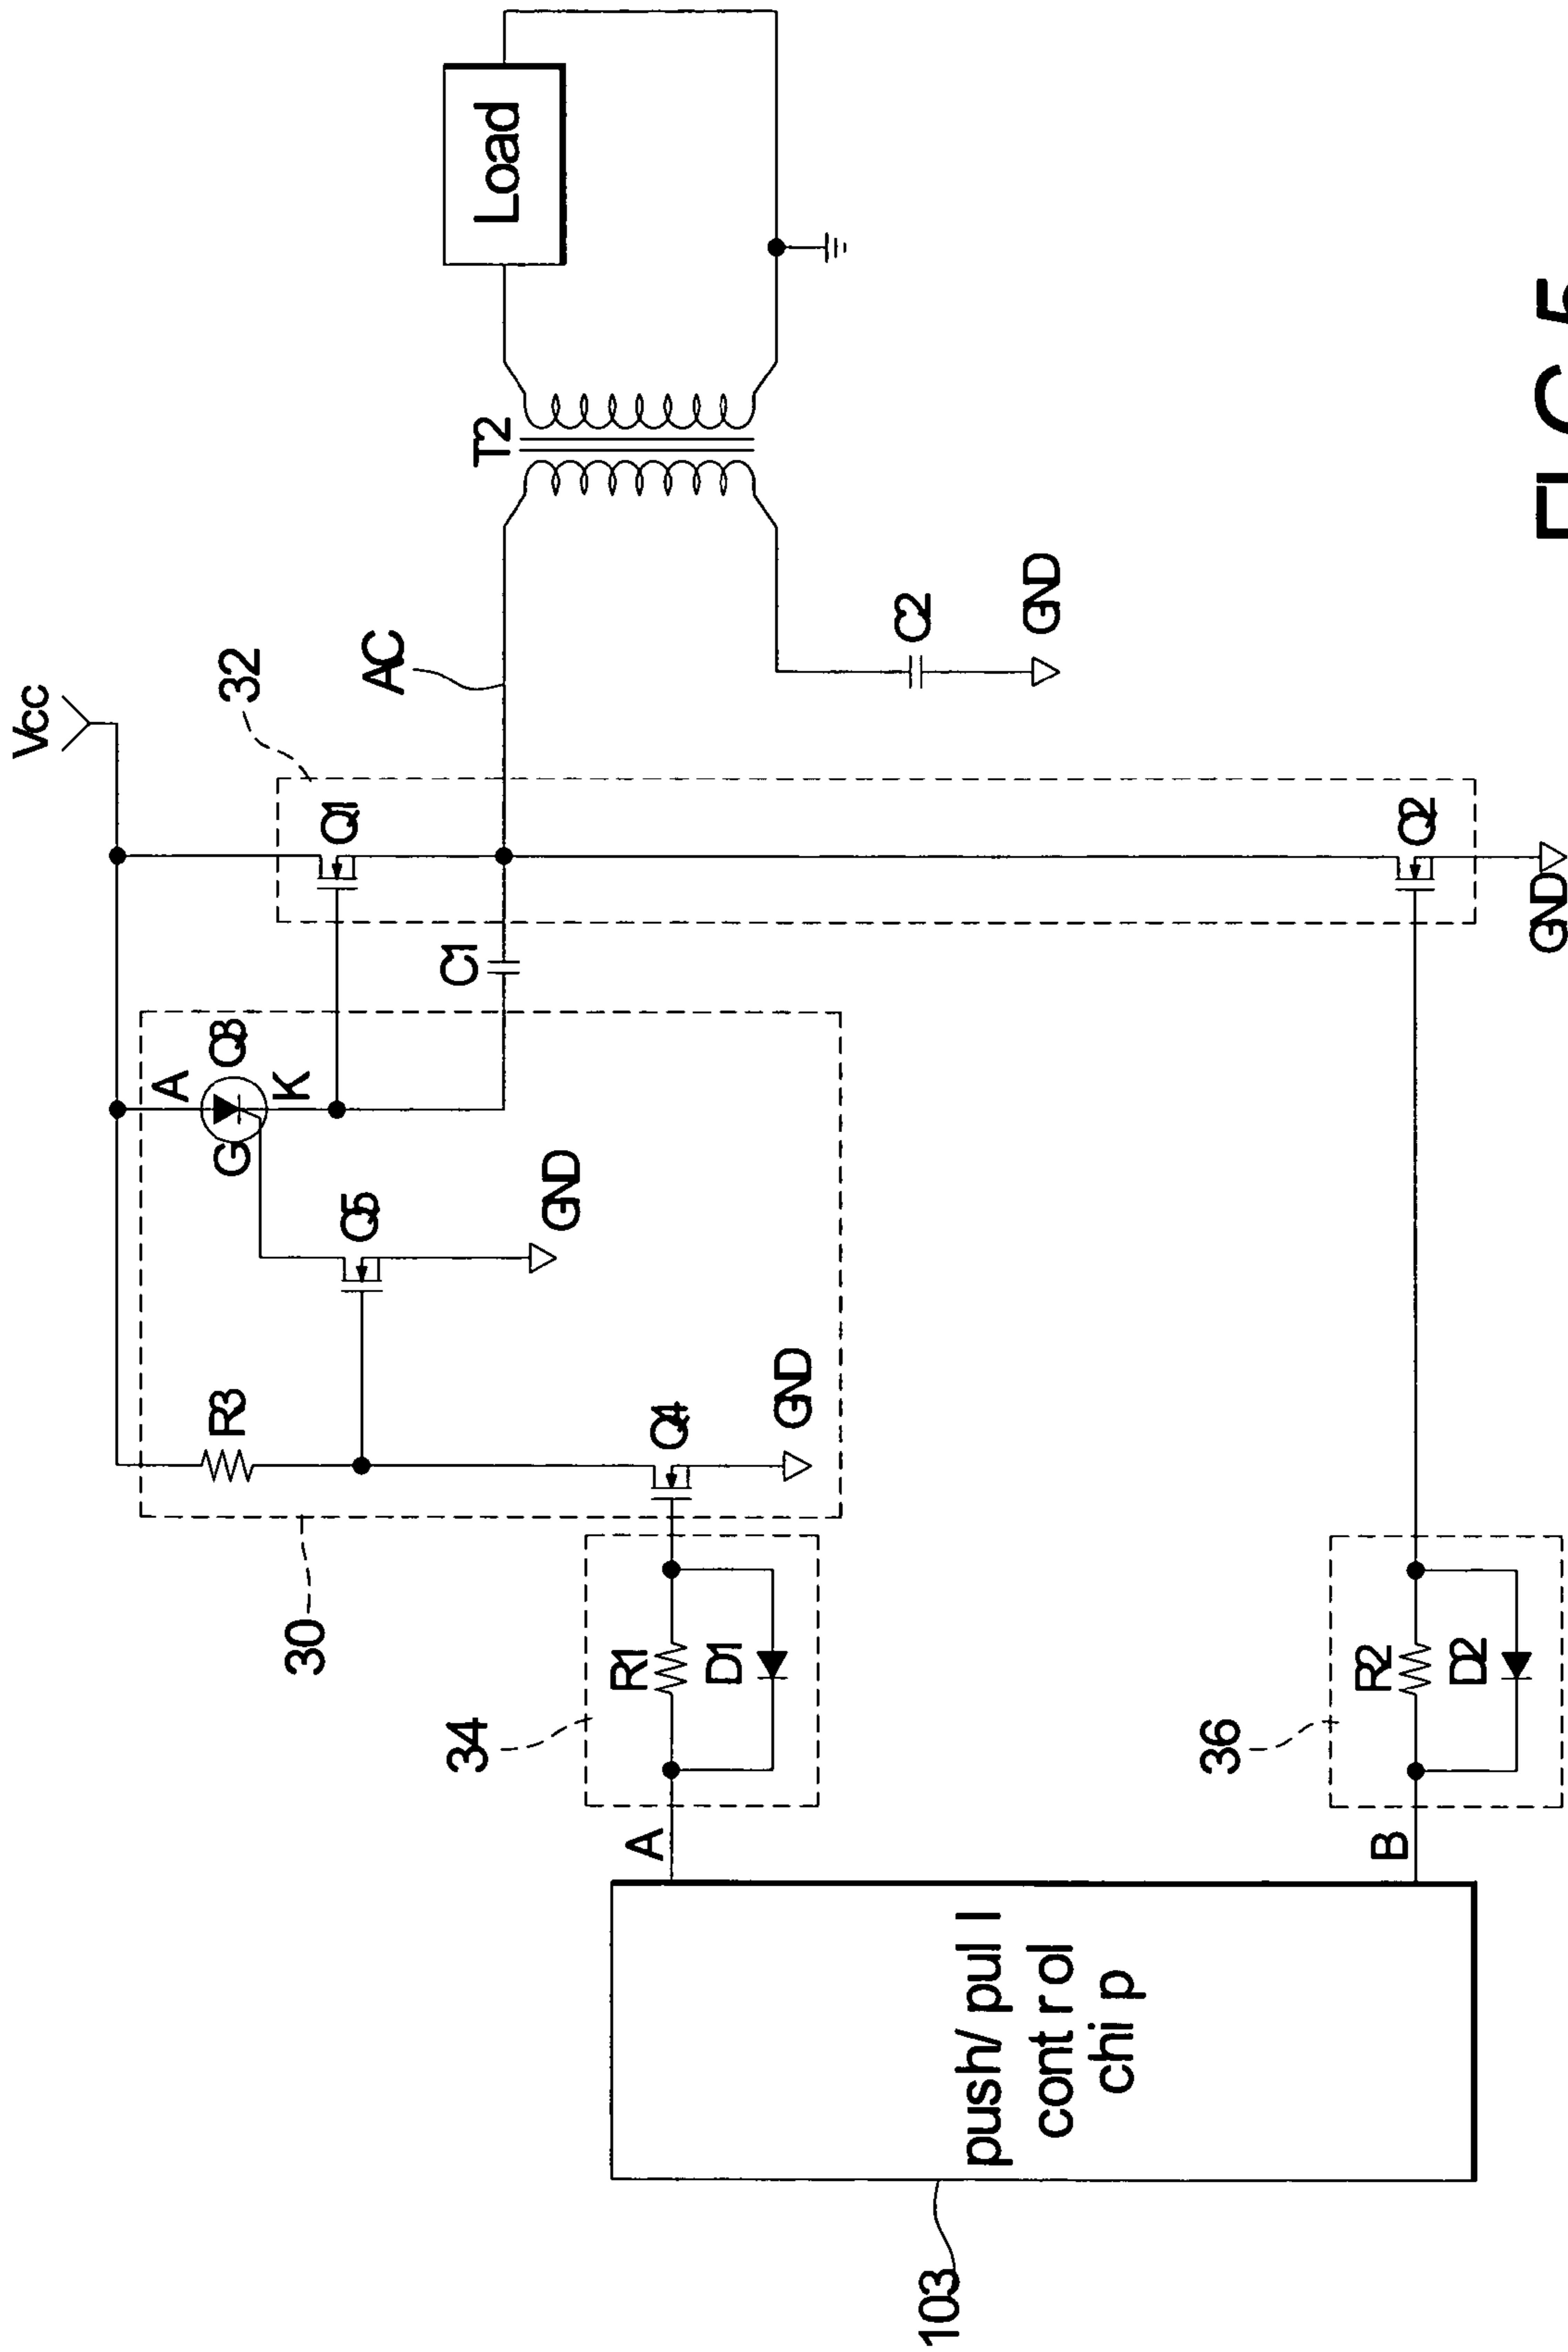 Vcc
32
AC
T2
Load
Q1
C1
C2
GND
A
Q8
G
K
Q5
GND
R3
30
Q4
GND
34
R1
D1
A
103
push/pull
control
chip
B
36
R2
D2
Q2
GND
FIG.5